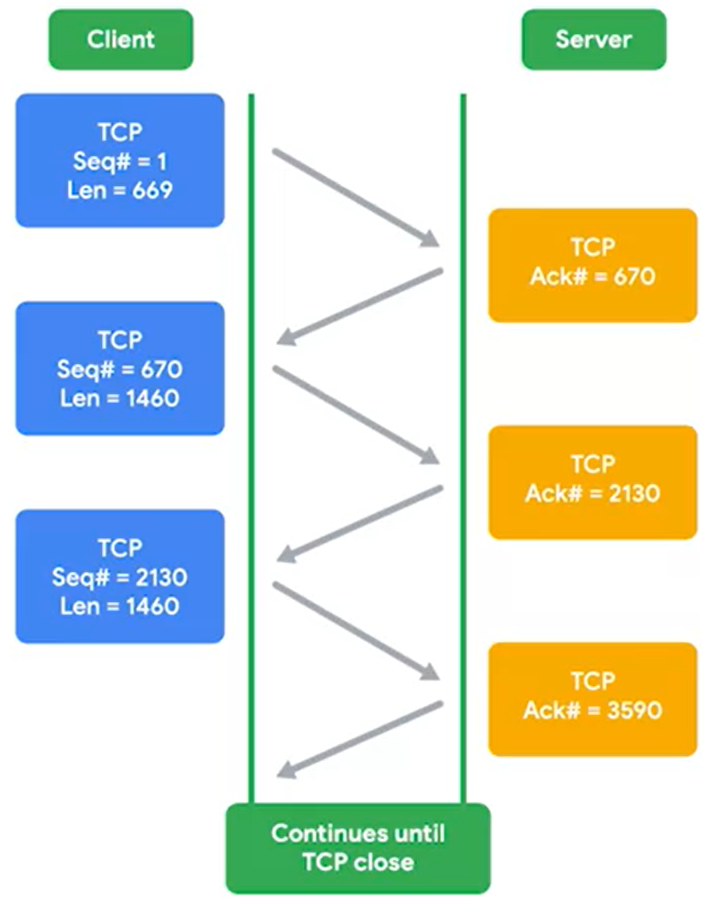 Client
Server
TCP
Seq# = 1
Len = 669
TCP
Ack# = 670
TCP
Seq# = 670
Len = 1460
TCP
Ack# = 2130
TCP
Seq# = 2130
Len = 1460
TCP
Ack# = 3590
Continues until
TCP close